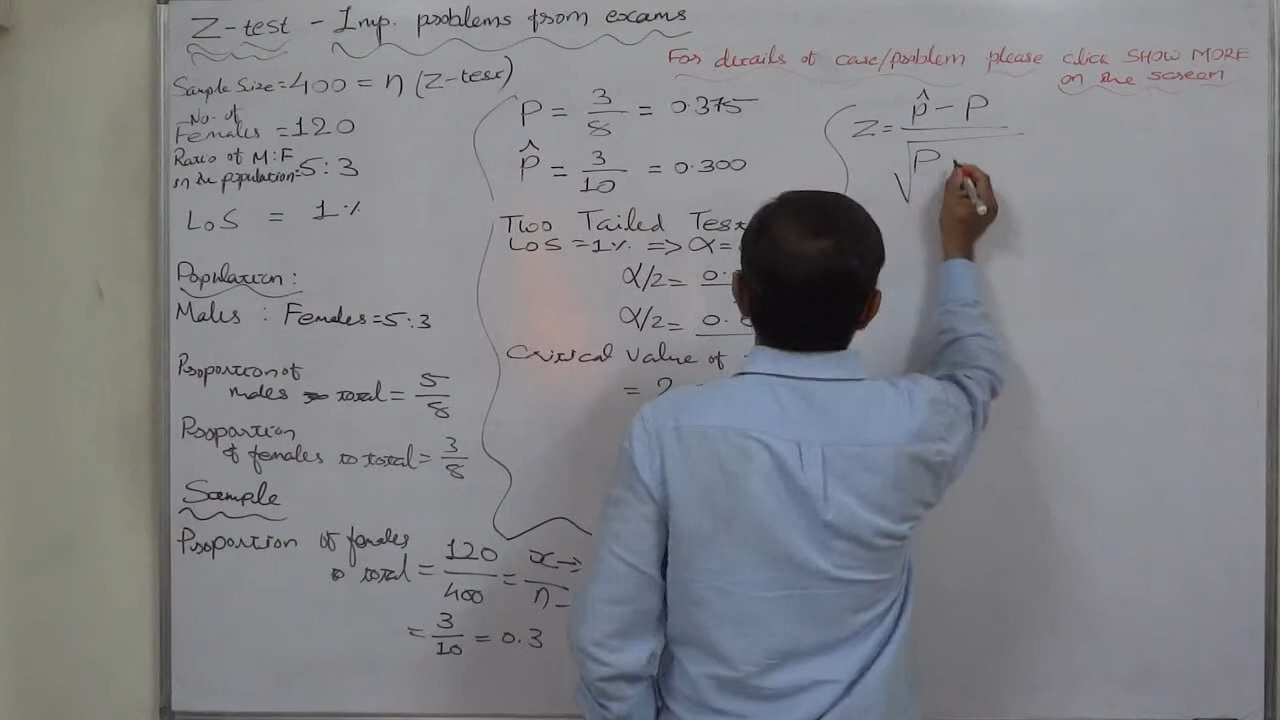 Z-test - Imp. problems from exams
For details of case/problem please click SHOW MORE
on the screen
Sample Size = 400 = n (Z-test)
No. of
Females = 120
Ratio of M:F
in the population = 5:3
LoS = 1%
Population:
Males : Females = 5:3
Proportion of
males to total = 5/8
Proportion
of females to total = 3/8
Sample
Proportion of females
to total = 120/400 = x/n
= 3/10 = 0.3
P = 3/8 = 0.375
p̂ = 3/10 = 0.300
Two Tailed Test
LoS = 1% => α =
α/2 = 0.
α/2 = 0.
Critical value of
= 2
Z = p̂ - P
√P